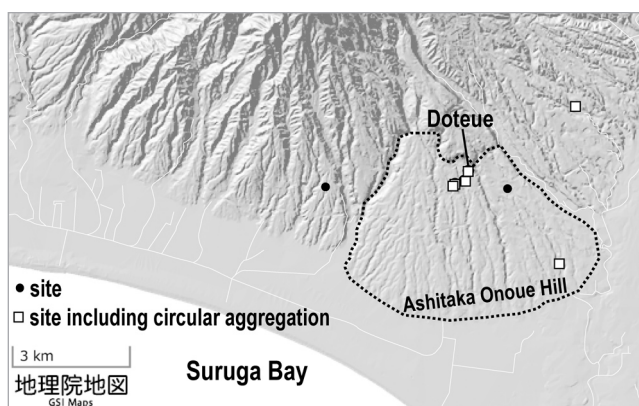 Doteue
Ashitaka Onoue Hill
site
site including circular aggregation
3 km
Suruga Bay
地理院地図
GSI Maps